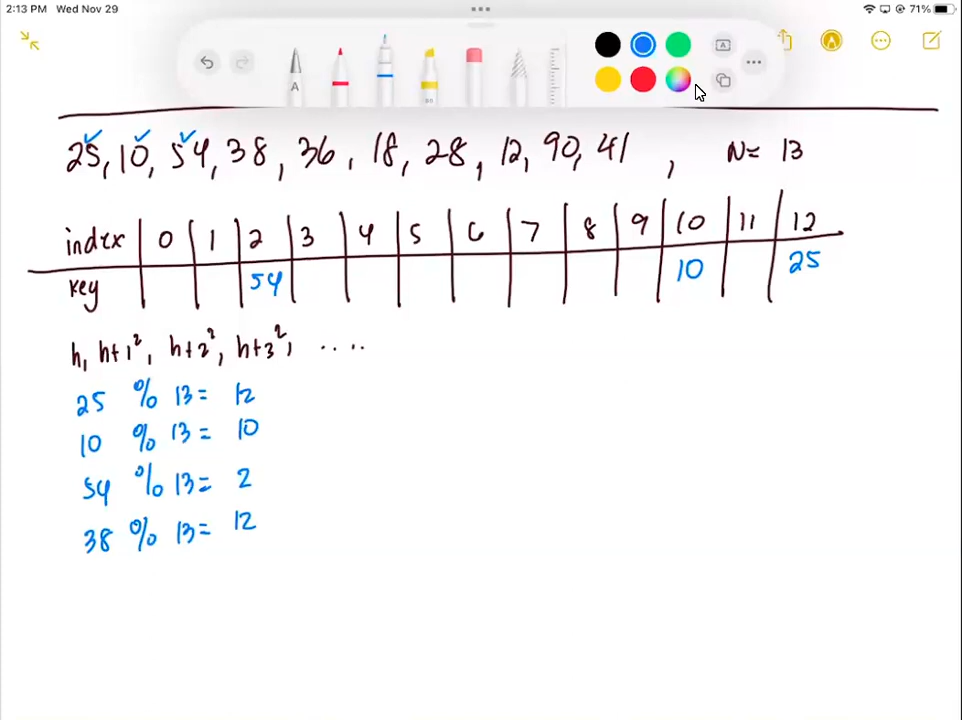 2:13 PM Wed Nov 29 71%
A
A
25, 10, 54, 38, 36, 18, 28, 12, 90, 41, N= 13
index 0 1 2 3 4 5 6 7 8 9 10 11 12
key 54 10 25
h, h+1², h+2², h+3², ....
25 % 13= 12
10 % 13= 10
54 % 13= 2
38 % 13= 12